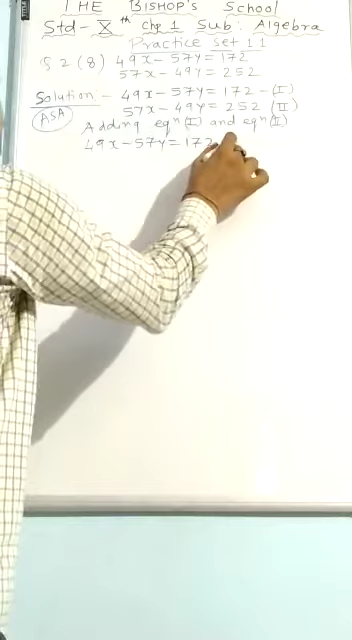 THE BISHOP'S School
Std - X th Chp 1 Sub: Algebra
Practice set 1.1
Q 2 (8) 49x - 57y = 172
57x - 49y = 252
Solution - 49x - 57y = 172 - (I)
57x - 49y = 252 (II)
ASA
Adding eqn (I) and eqn (II)
49x - 57y = 172